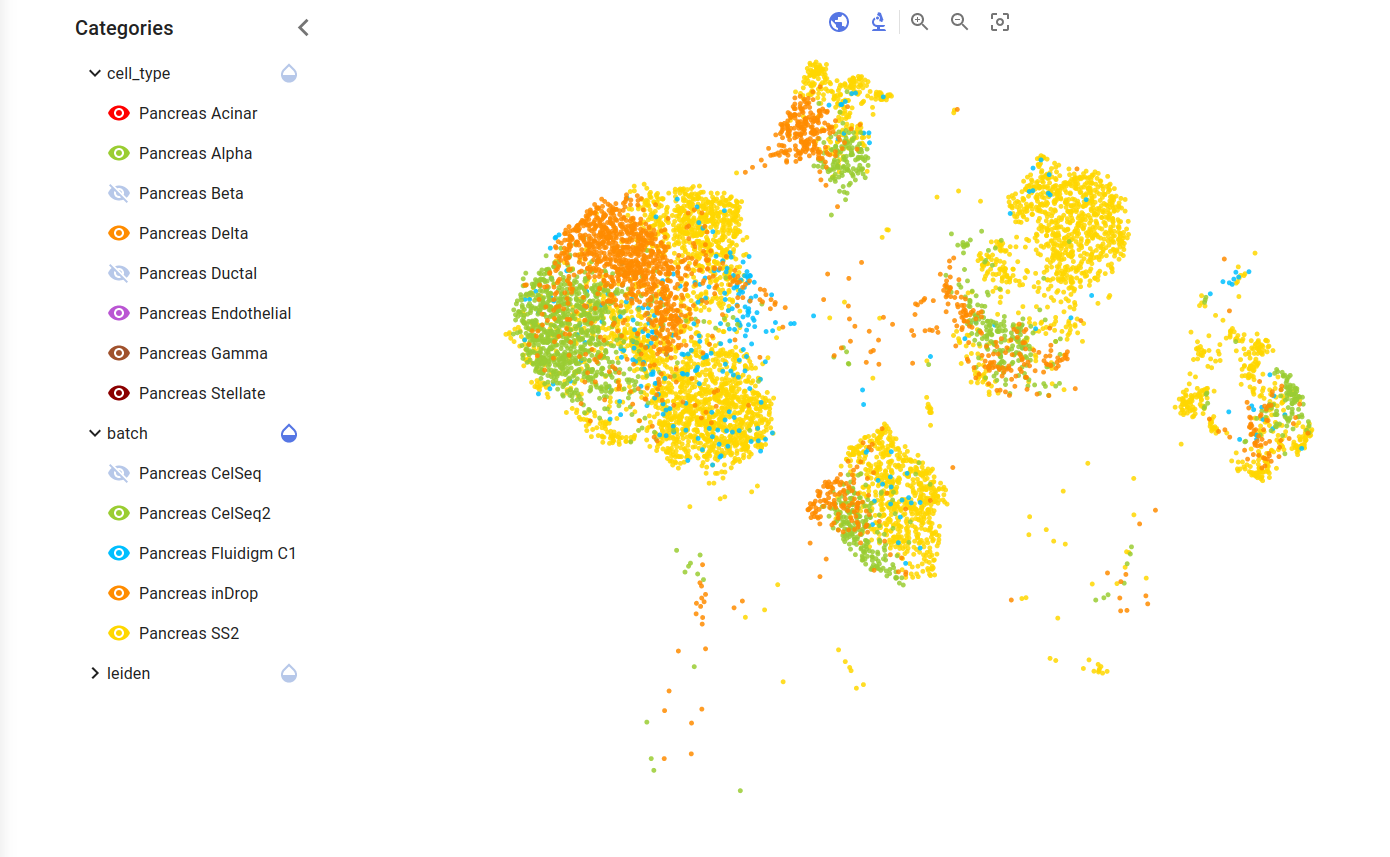 Categories
cell_type
Pancreas Acinar
Pancreas Alpha
Pancreas Beta
Pancreas Delta
Pancreas Ductal
Pancreas Endothelial
Pancreas Gamma
Pancreas Stellate
batch
Pancreas CelSeq
Pancreas CelSeq2
Pancreas Fluidigm C1
Pancreas inDrop
Pancreas SS2
leiden